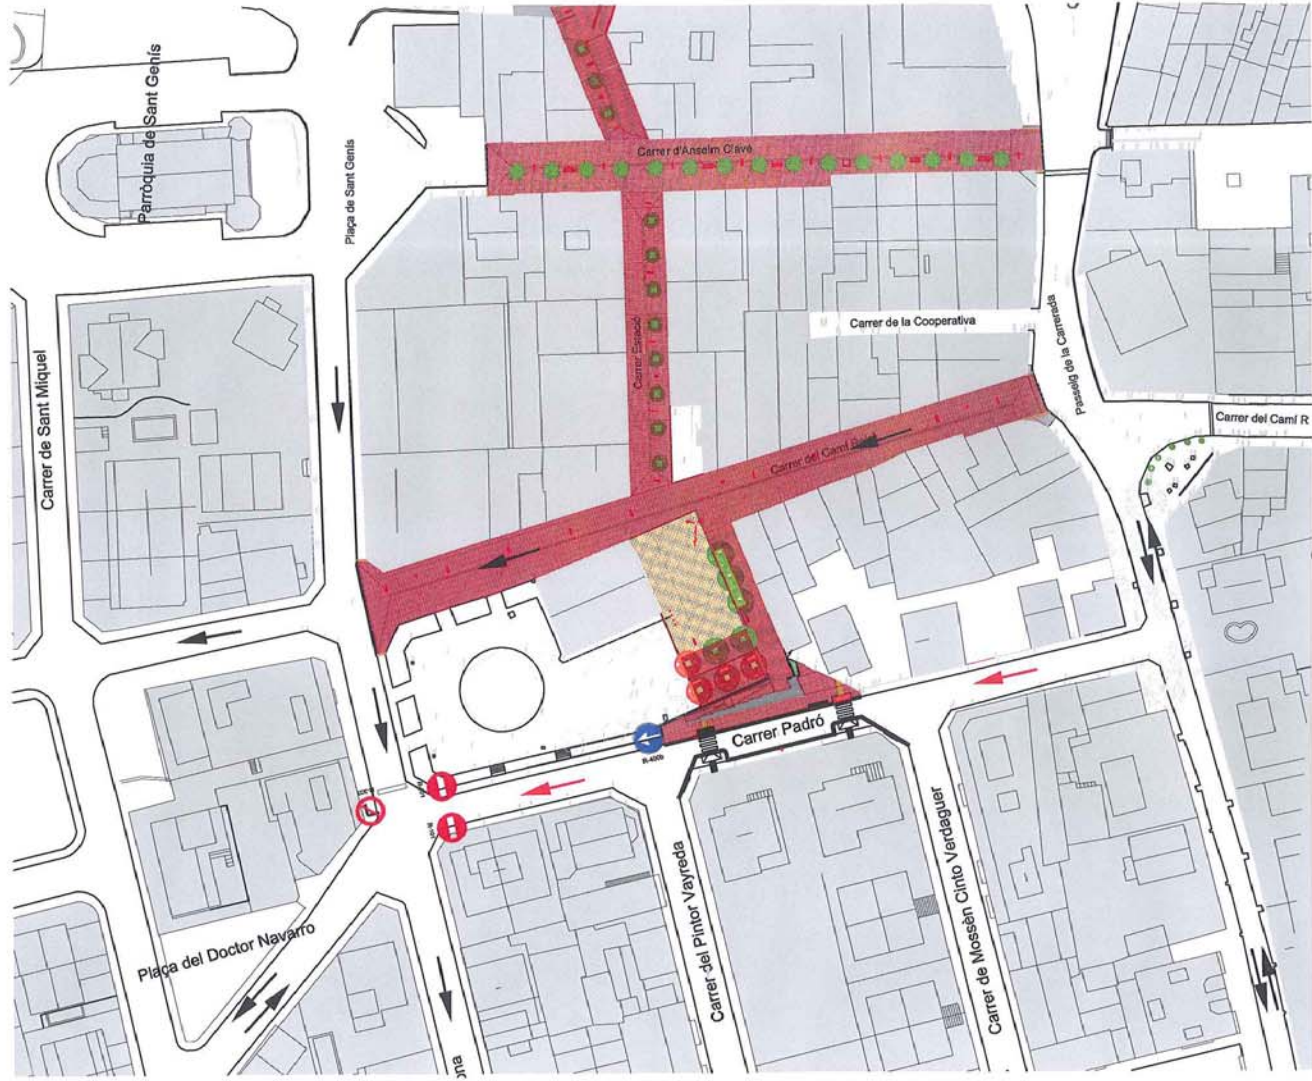 Parròquia de Sant Genís
Plaça de Sant Genís
Carrer d'Anselm Clavé
Carrer Estació
Carrer de la Cooperativa
Passeig de la Carrerada
Carrer del Camí R
Carrer de Sant Miquel
Carrer del Camí
Carrer Padró
R-400b
Carrer del Pintor Vayreda
Carrer de Mossèn Cinto Verdaguer
Plaça del Doctor Navarro
ona